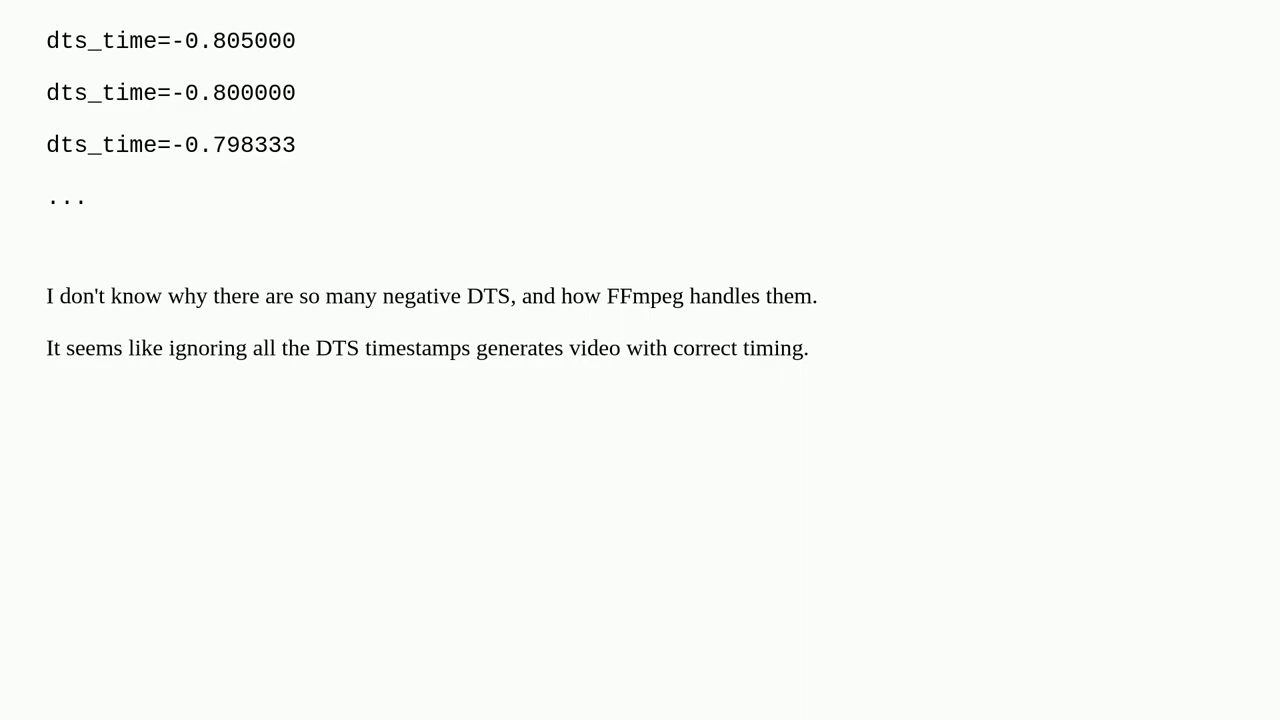 dts_time=-0.805000
dts_time=-0.800000
dts_time=-0.798333
...
I don't know why there are so many negative DTS, and how FFmpeg handles them.
It seems like ignoring all the DTS timestamps generates video with correct timing.